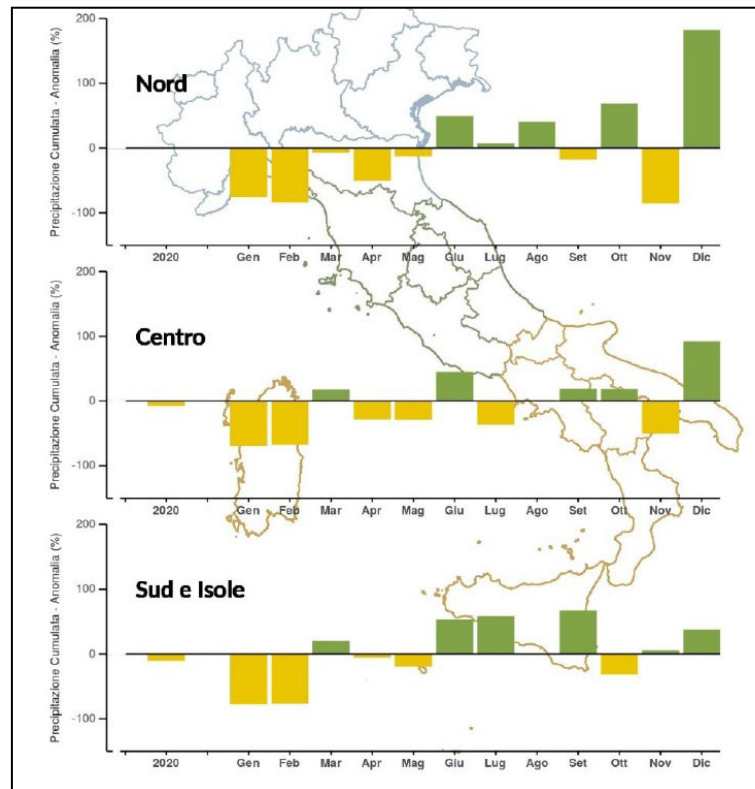 Precipitazione Cumulata - Anomalia (%)
200
100
0
-100
Nord
2020 Gen Feb Mar Apr Mag Giu Lug Ago Set Ott Nov Dic
Precipitazione Cumulata - Anomalia (%)
200
100
0
-100
Centro
2020 Gen Feb Mar Apr Mag Giu Lug Ago Set Ott Nov Dic
Precipitazione Cumulata - Anomalia (%)
200
100
0
-100
Sud e Isole
2020 Gen Feb Mar Apr Mag Giu Lug Ago Set Ott Nov Dic